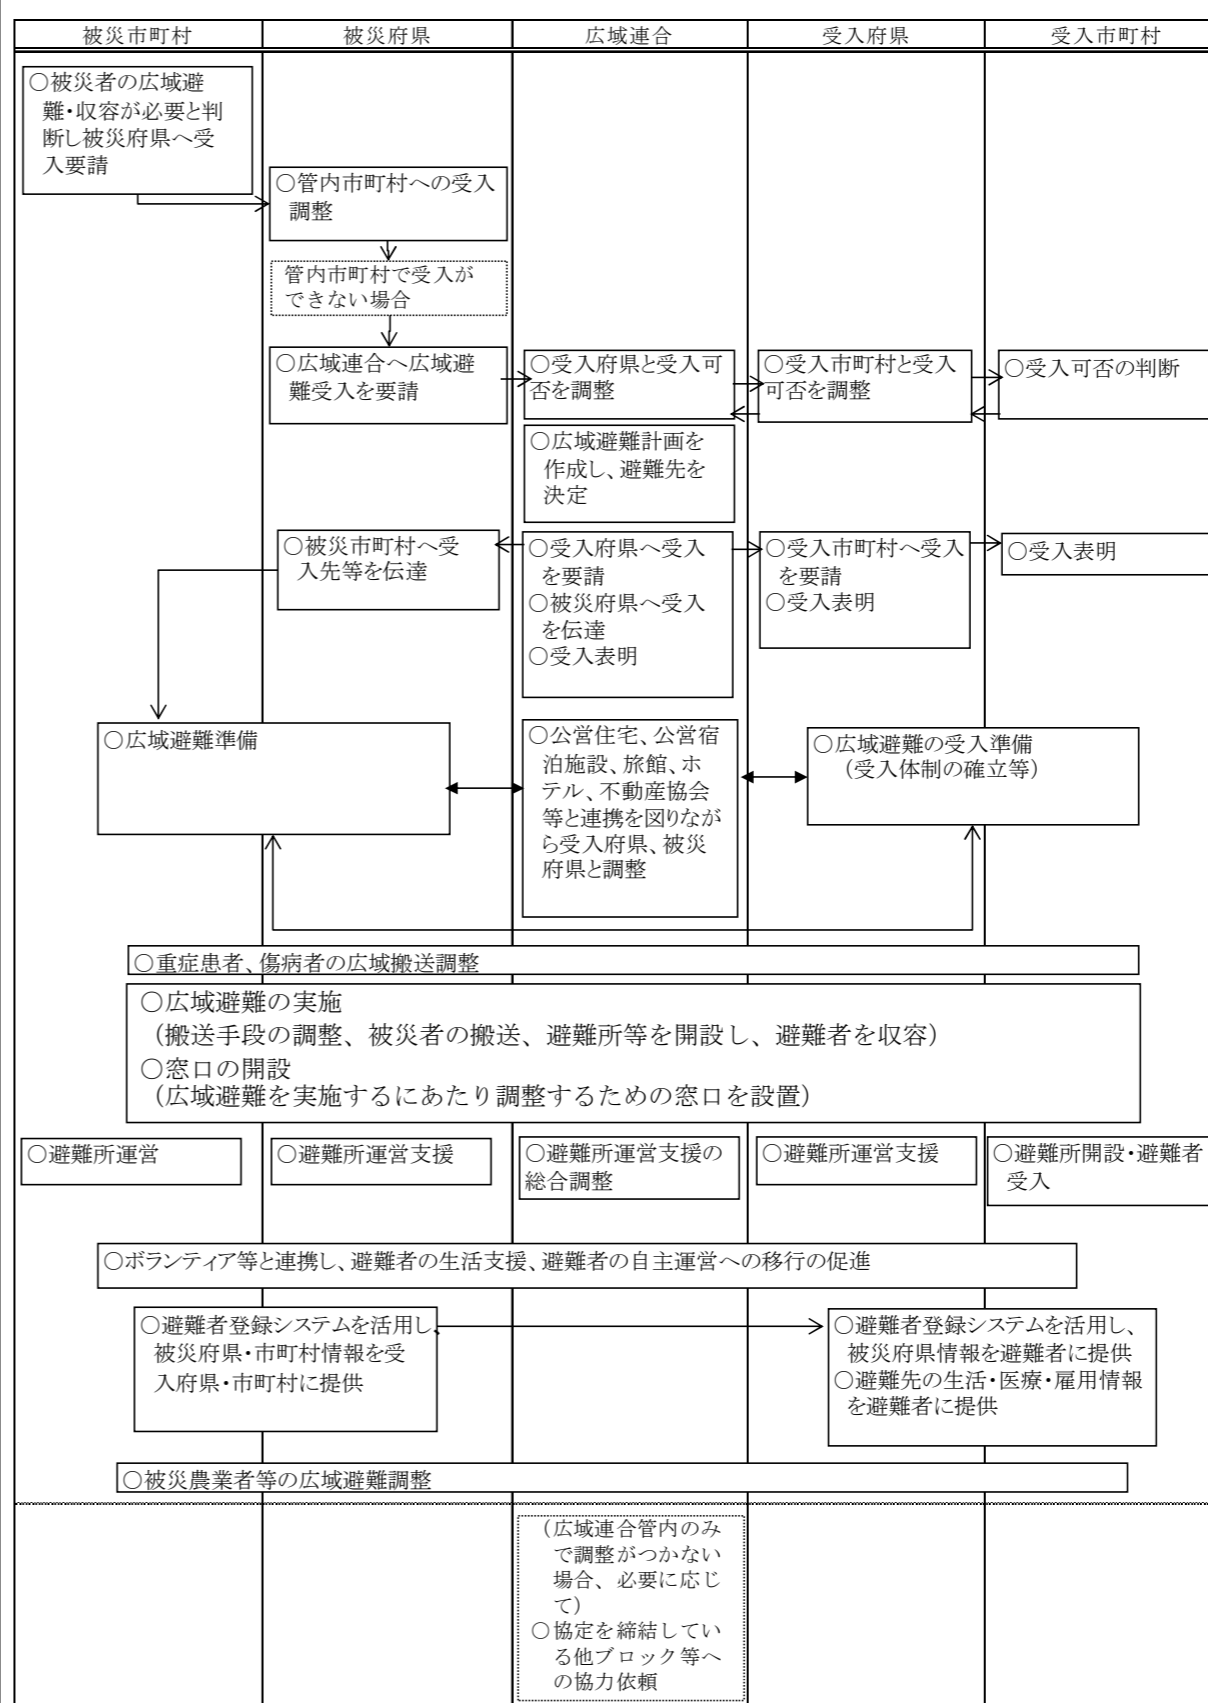 被災市町村
被災府県
広域連合
受入府県
受入市町村
○被災者の広域避
難・収容が必要と判
断し被災府県へ受
入要請
○管内市町村への受入
調整
管内市町村で受入が
できない場合
○広域連合へ広域避
難受入を要請
○受入府県と受入可
否を調整
○受入市町村と受入
可否を調整
○受入可否の判断
○広域避難計画を
作成し、避難先を
決定
○被災市町村へ受
入先等を伝達
○受入府県へ受入
を要請
○被災府県へ受入
を伝達
○受入表明
○受入市町村へ受入
を要請
○受入表明
○受入表明
○広域避難準備
○公営住宅、公営宿
泊施設、旅館、ホ
テル、不動産協会
等と連携を図りなが
ら受入府県、被災
府県と調整
○広域避難の受入準備
（受入体制の確立等）
○重症患者、傷病者の広域搬送調整
○広域避難の実施
（搬送手段の調整、被災者の搬送、避難所等を開設し、避難者を収容）
○窓口の開設
（広域避難を実施するにあたり調整するための窓口を設置）
○避難所運営
○避難所運営支援
○避難所運営支援の
総合調整
○避難所運営支援
○避難所開設・避難者
受入
○ボランティア等と連携し、避難者の生活支援、避難者の自主運営への移行の促進
○避難者登録システムを活用し、
被災府県・市町村情報を受
入府県・市町村に提供
○避難者登録システムを活用し、
被災府県情報を避難者に提供
○避難先の生活・医療・雇用情報
を避難者に提供
○被災農業者等の広域避難調整
（広域連合管内のみ
で調整がつかない
場合、必要に応じ
て）
○協定を締結してい
る他ブロック等へ
の協力依頼